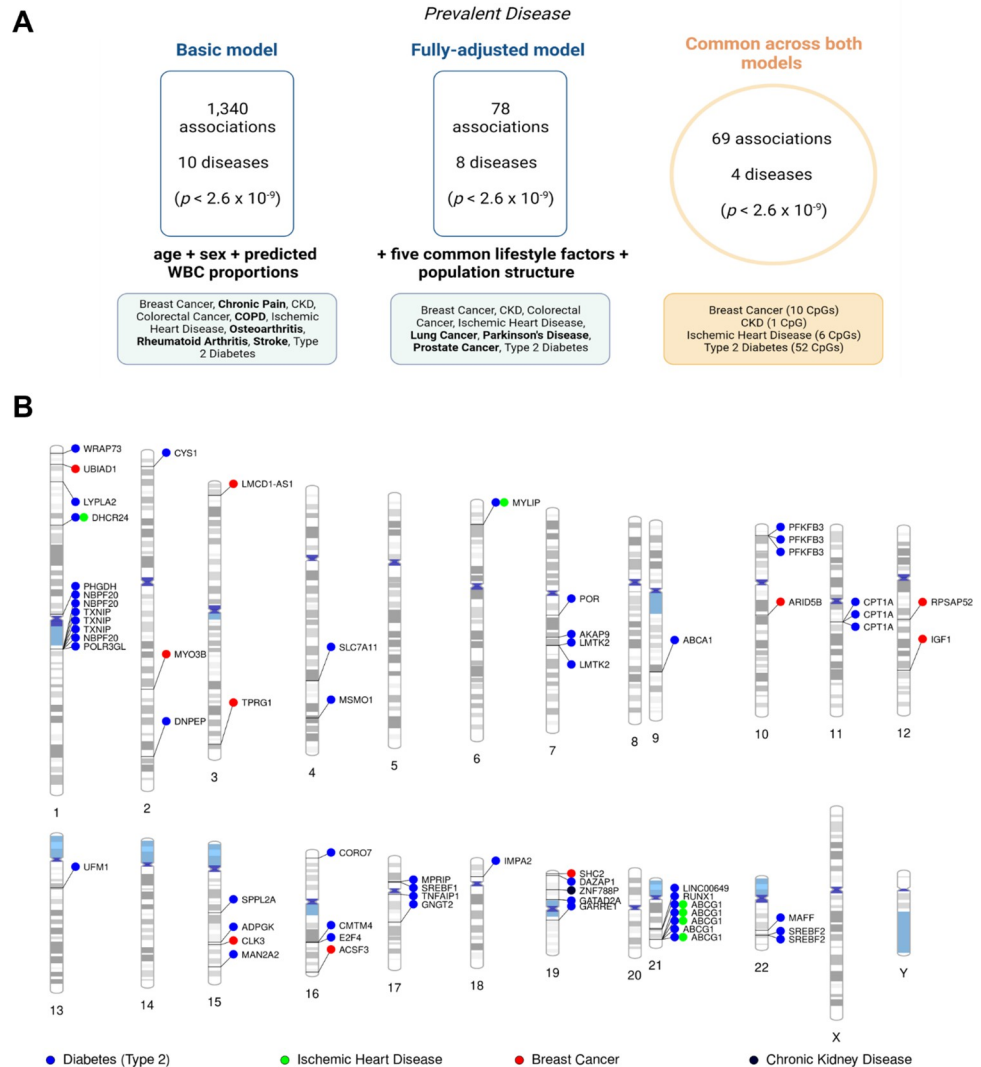 A
Prevalent Disease
Basic model
Fully-adjusted model
Common across both
models
1,340
associations
10 diseases
(p < 2.6 x 10-9)
78
associations
8 diseases
(p < 2.6 x 10-9)
69 associations
4 diseases
(p < 2.6 x 10-9)
age + sex + predicted
WBC proportions
+ five common lifestyle factors +
population structure
Breast Cancer, Chronic Pain, CKD,
Colorectal Cancer, COPD, Ischemic
Heart Disease, Osteoarthritis,
Rheumatoid Arthritis, Stroke, Type
2 Diabetes
Breast Cancer, CKD, Colorectal
Cancer, Ischemic Heart Disease,
Lung Cancer, Parkinson's Disease,
Prostate Cancer, Type 2 Diabetes
Breast Cancer (10 CpGs)
CKD (1 CpG)
Ischemic Heart Disease (6 CpGs)
Type 2 Diabetes (52 CpGs)
B
WRAP73
UBIAD1
LYPLA2
DHCR24
PHGDH
NBPF20
NBPF20
TXNIP
TXNIP
TXNIP
NBPF20
POLR3GL
1
CYS1
MYO3B
DNPEP
2
LMCD1-AS1
TPRG1
3
SLC7A11
MSMO1
4
5
MYLIP
6
POR
AKAP9
LMTK2
LMTK2
7
8
ABCA1
9
PFKFB3
PFKFB3
PFKFB3
ARID5B
10
CPT1A
CPT1A
CPT1A
11
RPSAP52
IGF1
12
UFM1
13
14
SPPL2A
ADPGK
CLK3
MAN2A2
15
CORO7
CMTM4
E2F4
ACSF3
16
MPRIP
SREBF1
TNFAIP1
GNGT2
17
IMPA2
18
SHC2
DAZAP1
ZNF788P
GATAD2A
GARRE1
19
20
LINC00649
RUNX1
ABCG1
ABCG1
ABCG1
ABCG1
ABCG1
21
MAFF
SREBF2
SREBF2
22
X
Y
Diabetes (Type 2)
Ischemic Heart Disease
Breast Cancer
Chronic Kidney Disease